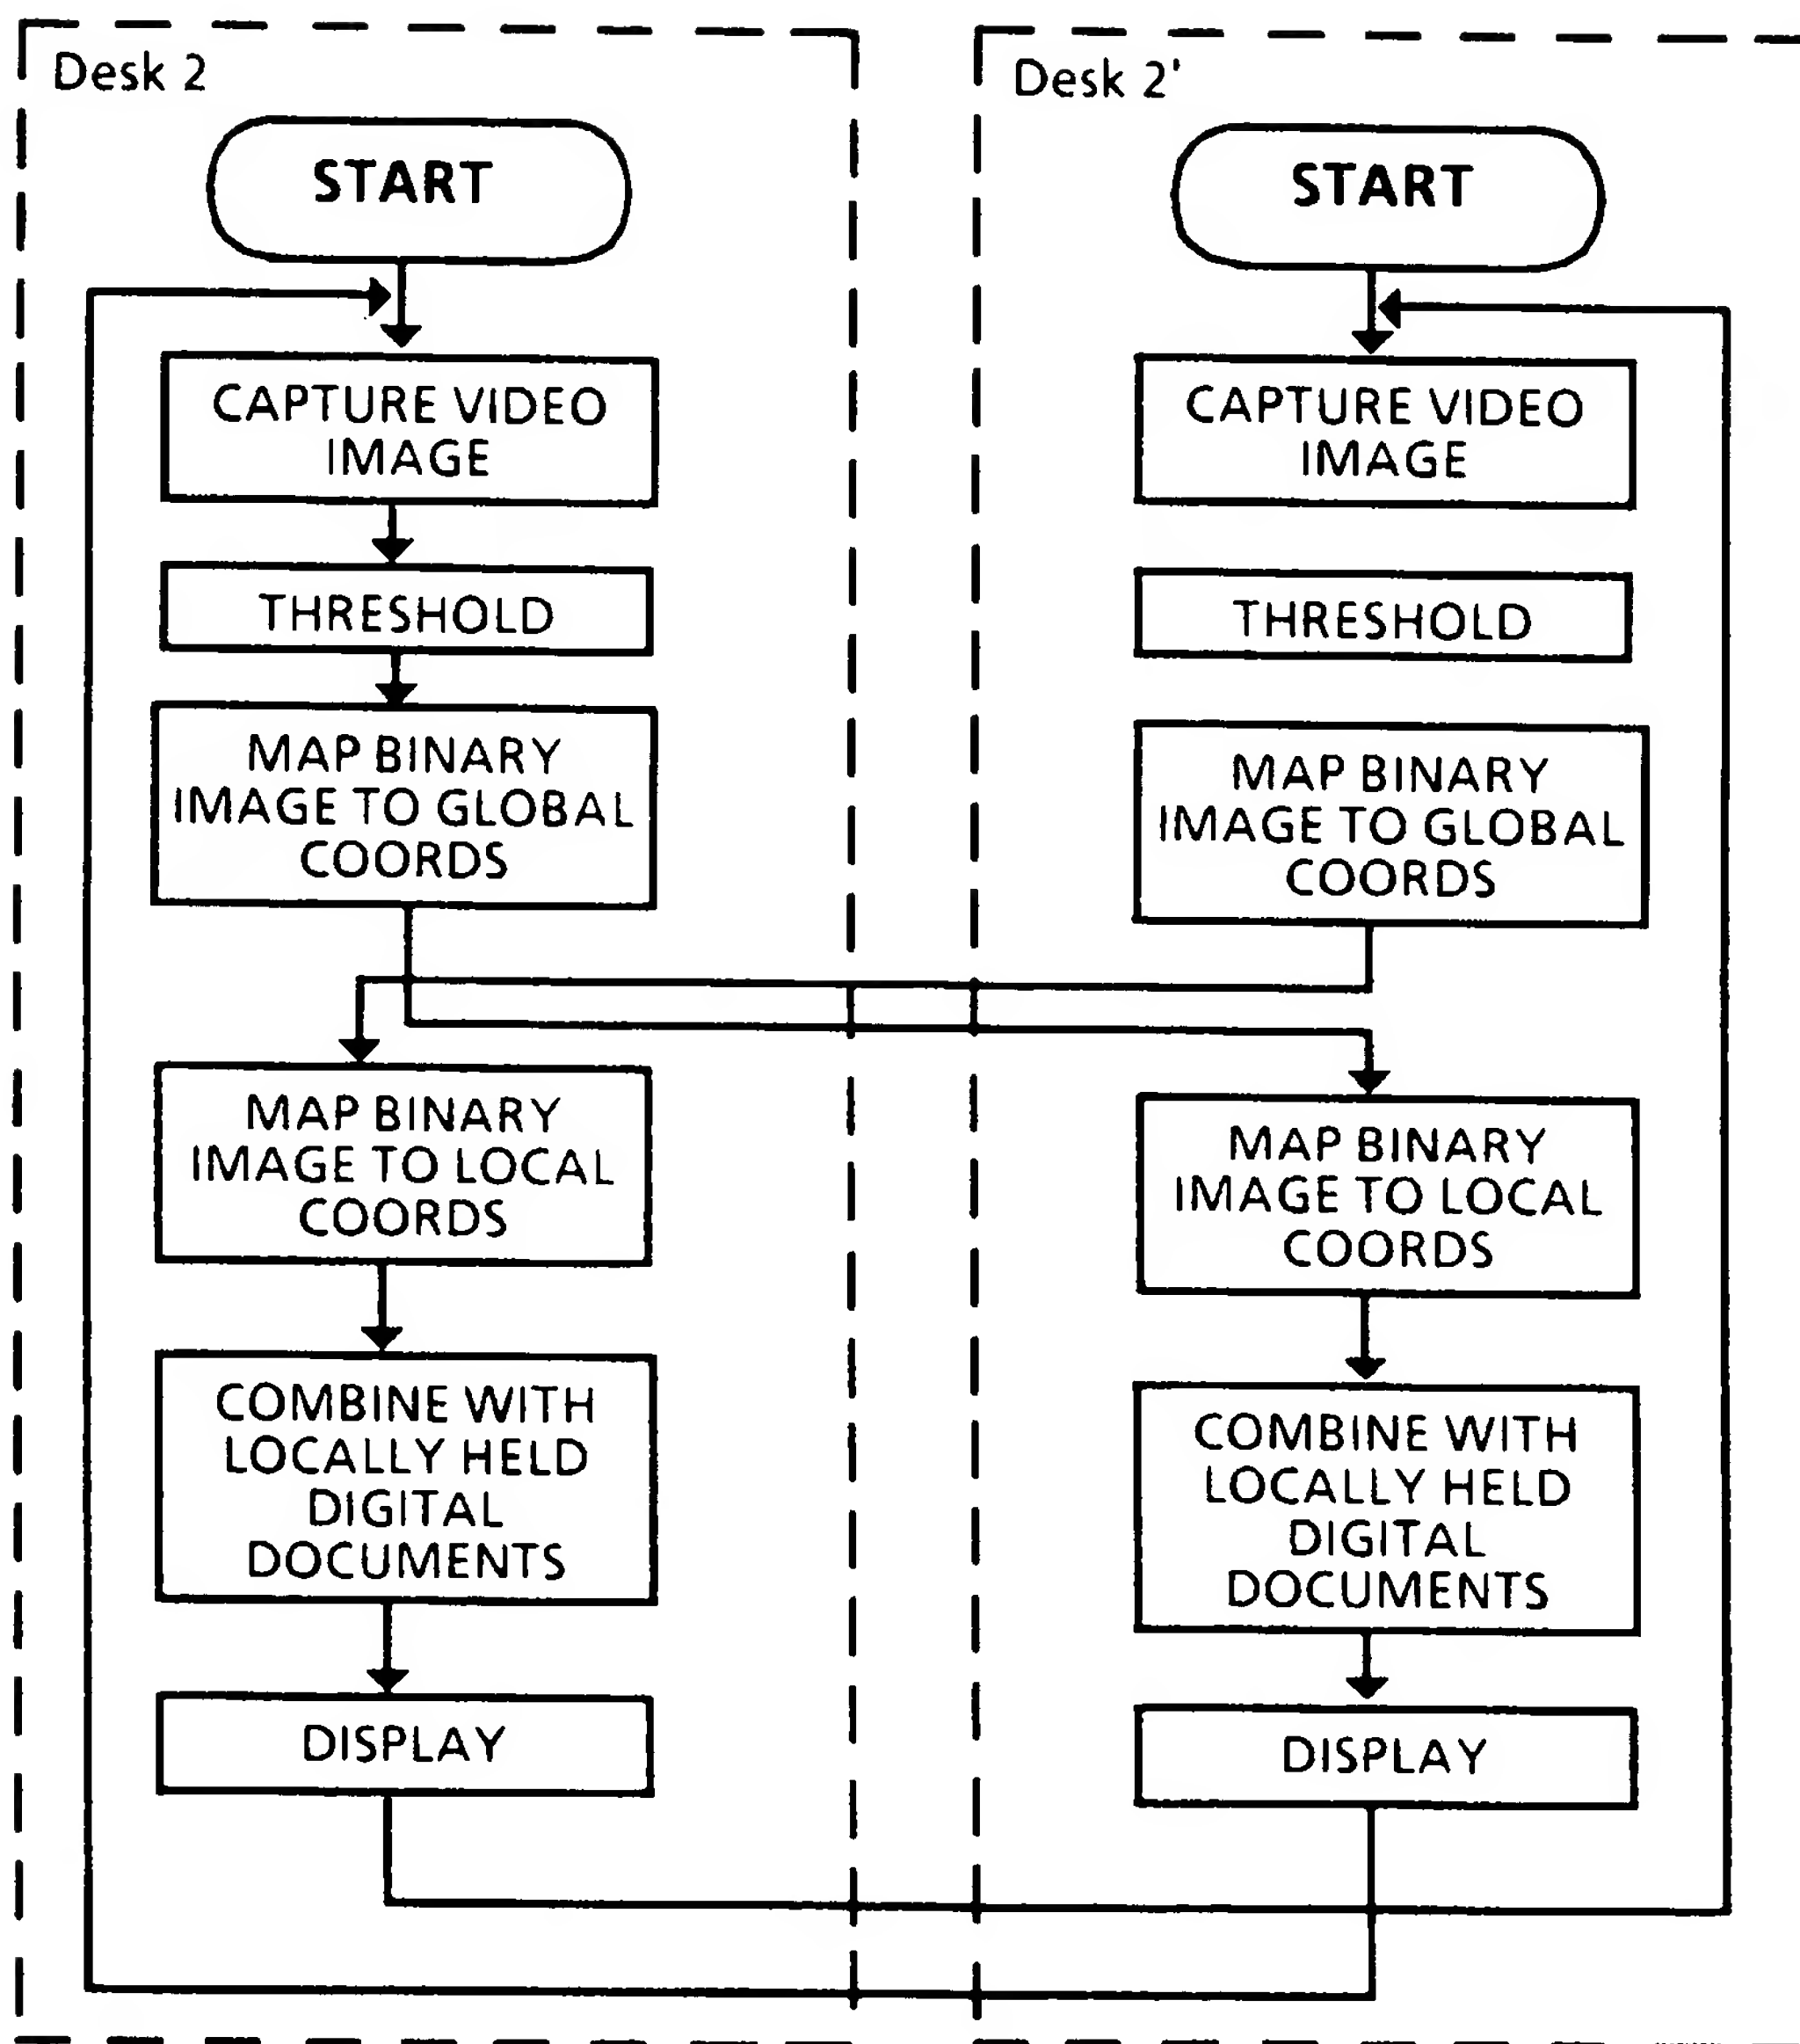 Desk 2
START
CAPTURE VIDEO
IMAGE
THRESHOLD
MAP BINARY
IMAGE TO GLOBAL
COORDS
MAP BINARY
IMAGE TO LOCAL
COORDS
COMBINE WITH
LOCALLY HELD
DIGITAL
DOCUMENTS
DISPLAY
Desk 2'
START
CAPTURE VIDEO
IMAGE
THRESHOLD
MAP BINARY
IMAGE TO GLOBAL
COORDS
MAP BINARY
IMAGE TO LOCAL
COORDS
COMBINE WITH
LOCALLY HELD
DIGITAL
DOCUMENTS
DISPLAY